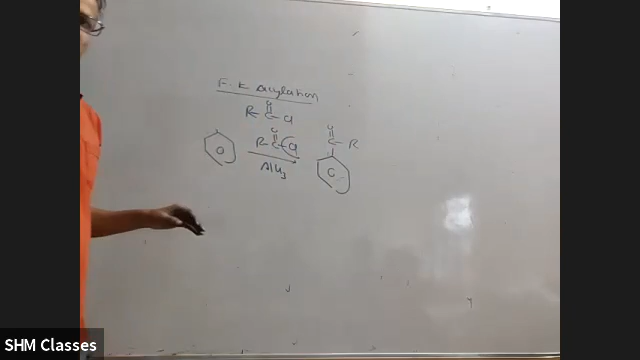 F. K Acylation
O
R-C-Cl
O
R-C-Cl
AlCl3
O
C-R
SHM Classes